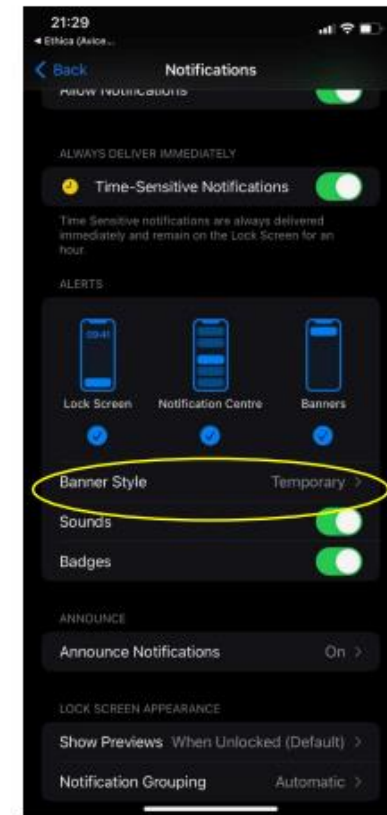 21:29
◀ Ethica (Avice...
Back
Notifications
Allow Notifications
ALWAYS DELIVER IMMEDIATELY
Time-Sensitive Notifications
Time Sensitive notifications are always delivered
immediately and remain on the Lock Screen for an
hour.
ALERTS
09:41
Lock Screen Notification Centre Banners
Banner Style Temporary
Sounds
Badges
ANNOUNCE
Announce Notifications On
LOCK SCREEN APPEARANCE
Show Previews When Unlocked (Default)
Notification Grouping Automatic